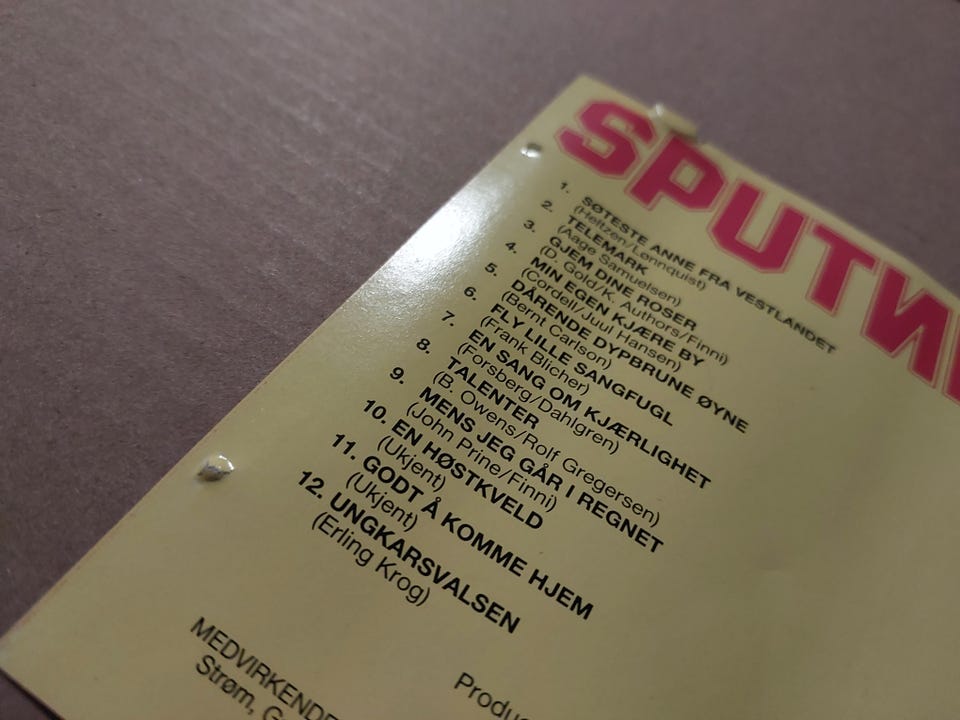 SPUTN
1. SØTESTE ANNE FRA VESTLANDET
(Heltzen/Lønnquist)
2. TELEMARK
(Aage Samuelsen)
3. GJEM DINE ROSER
(D. Gold/K. Authors/Finni)
4. MIN EGEN KJÆRE BY
(Cordell/Juul Hansen)
5. DÅRENDE DYPBRUNE ØYNE
(Bernt Carlson)
6. FLY LILLE SANGFUGL
(Frank Blicher)
7. EN SANG OM KJÆRLIGHET
(Forsberg/Dahlgren)
8. TALENTER
(B. Owens/Rolf Gregersen)
9. MENS JEG GÅR I REGNET
(John Prine/Finni)
10. EN HØSTKVELD
(Ukjent)
11. GODT Å KOMME HJEM
(Ukjent)
12. UNGKARSVALSEN
(Erling Krog)
MEDVIRKENDE
Strøm, G
Produ